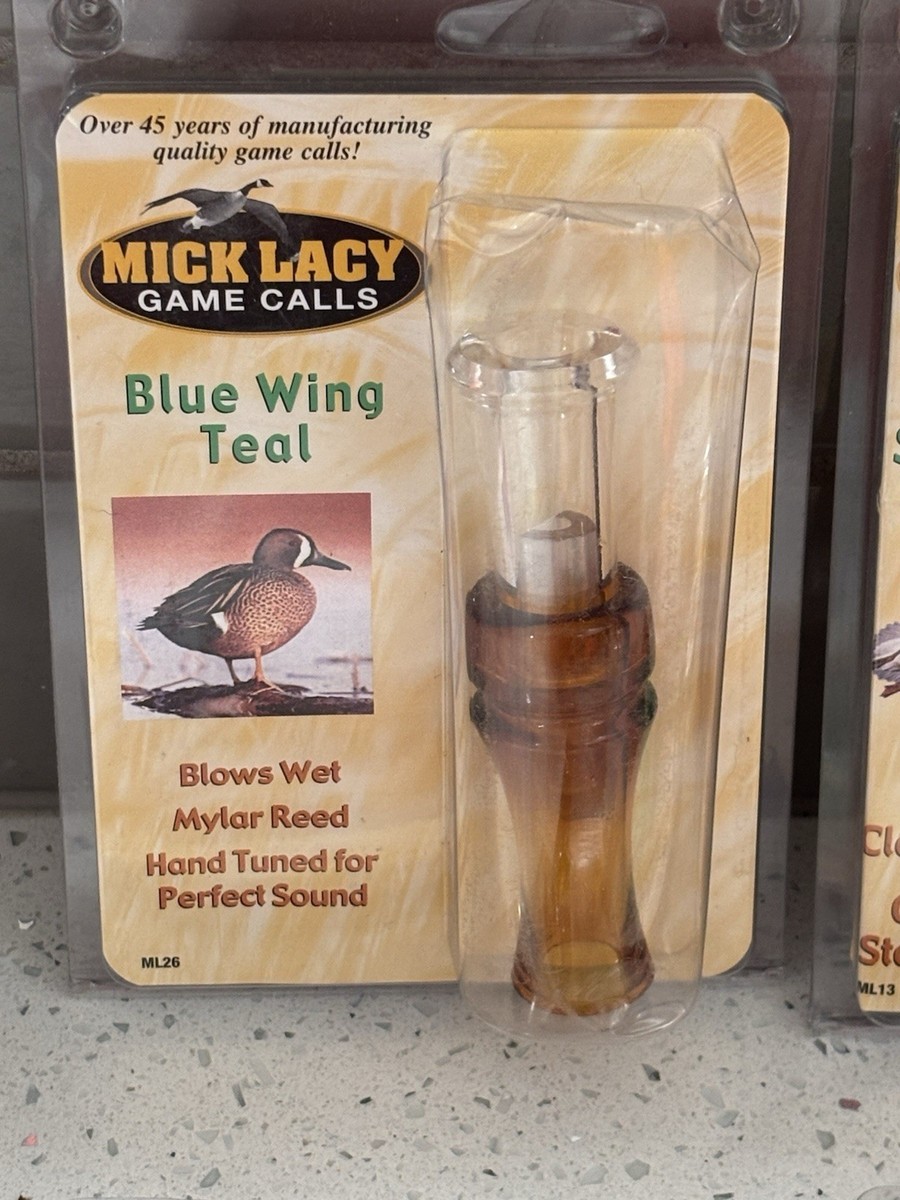 Over 45 years of manufacturing
quality game calls!
MICK LACY
GAME CALLS
Blue Wing
Teal
Blows Wet
Mylar Reed
Hand Tuned for
Perfect Sound
ML26
ML13